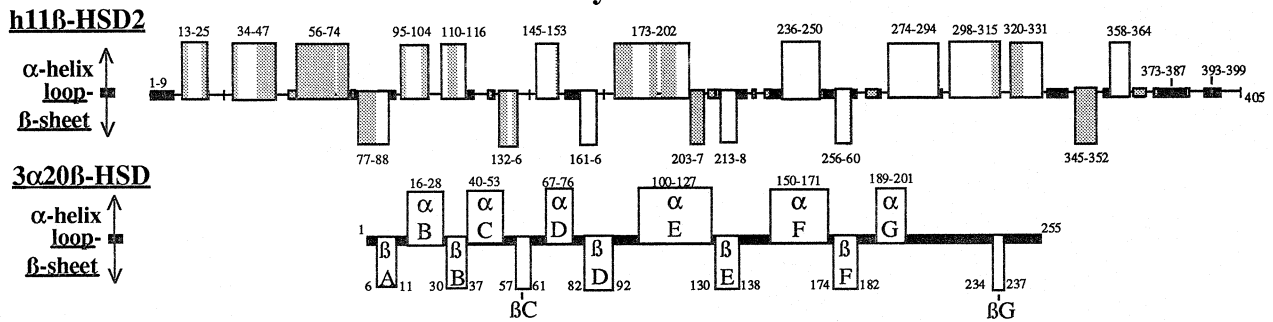 y
h11ß-HSD2
13-25 34-47 56-74 95-104 110-116 145-153 173-202 236-250 274-294 298-315 320-331 358-364
α-helix
loop-
ß-sheet
1-9 373-387 393-399 405
77-88 132-6 161-6 203-7 213-8 256-60 345-352
3α20ß-HSD
16-28 40-53 67-76 100-127 150-171 189-201
α-helix
loop-
ß-sheet
α B α C α D α E α F α G
1 255
ß A ß B ß D ß E ß F
6 11 30 37 57 61 82 92 130 138 174 182 234 237
ßC ßG